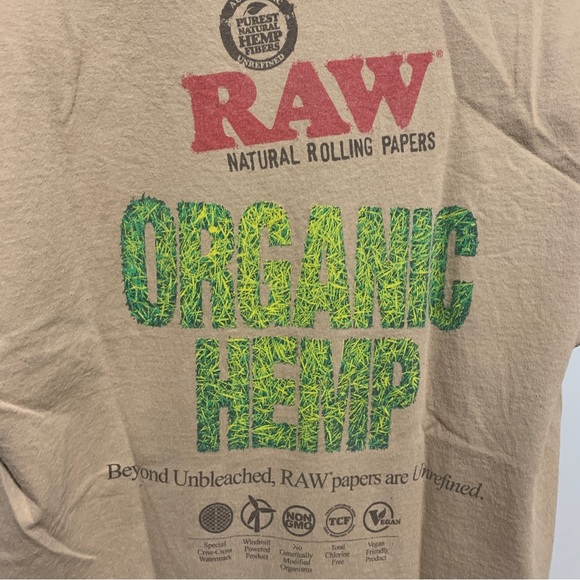 PUREST
NATURAL
HEMP
FIBERS
UNREFINED
RAW®
NATURAL ROLLING PAPERS
ORGANIC
HEMP
Beyond Unbleached, RAW® papers are Unrefined.
NON
GMO
TCF
VEGAN
Special
Criss-Cross
Watermark
Windmill
Powered
Product
No
Genetically
Modified
Organisms
Total
Chlorine
Free
Vegan
Friendly
Product